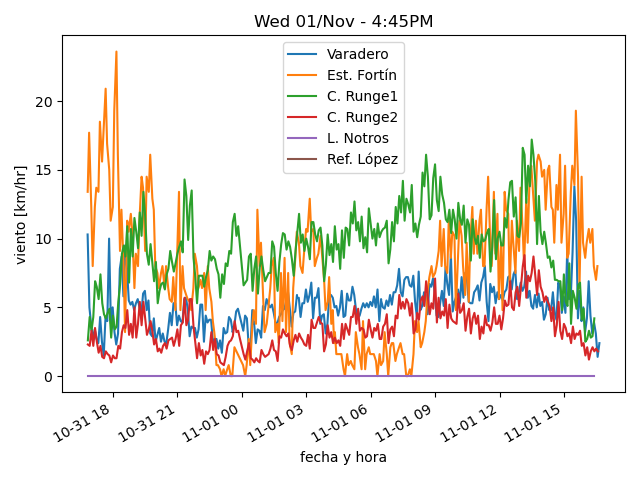 Wed 01/Nov - 4:45PM
Varadero
Est. Fortín
C. Runge1
C. Runge2
L. Notros
Ref. López
viento [km/hr]
20
15
10
5
0
10-31 18
10-31 21
11-01 00
11-01 03
11-01 06
11-01 09
11-01 12
11-01 15
fecha y hora